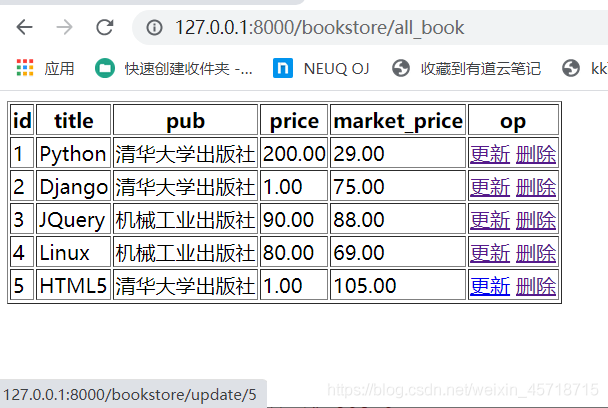 127.0.0.1:8000/bookstore/all_book
应用 快速创建收件夹 -... NEUQ OJ 收藏到有道云笔记 kk
id title pub price market_price op
1 Python 清华大学出版社 200.00 29.00 更新 删除
2 Django 清华大学出版社 1.00 75.00 更新 删除
3 JQuery 机械工业出版社 90.00 88.00 更新 删除
4 Linux 机械工业出版社 80.00 69.00 更新 删除
5 HTML5 清华大学出版社 1.00 105.00 更新 删除
127.0.0.1:8000/bookstore/update/5
https://blog.csdn.net/weixin_45718715